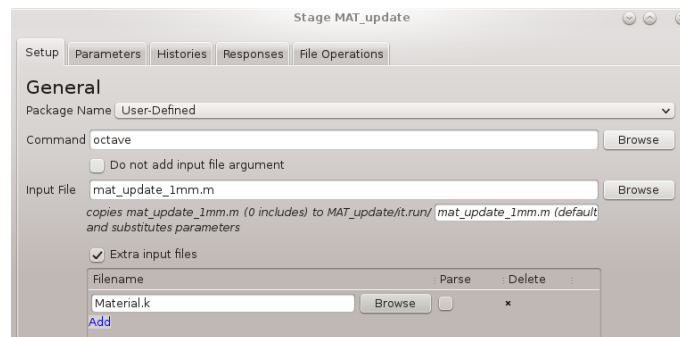 Stage MAT_update
Setup Parameters Histories Responses File Operations
General
Package Name User-Defined
Command octave Browse
Do not add input file argument
Input File mat_update_1mm.m Browse
copies mat_update_1mm.m (0 includes) to MAT_update/it.run/ mat_update_1mm.m (default
and substitutes parameters
Extra input files
Filename Parse Delete
Material.k Browse
Add